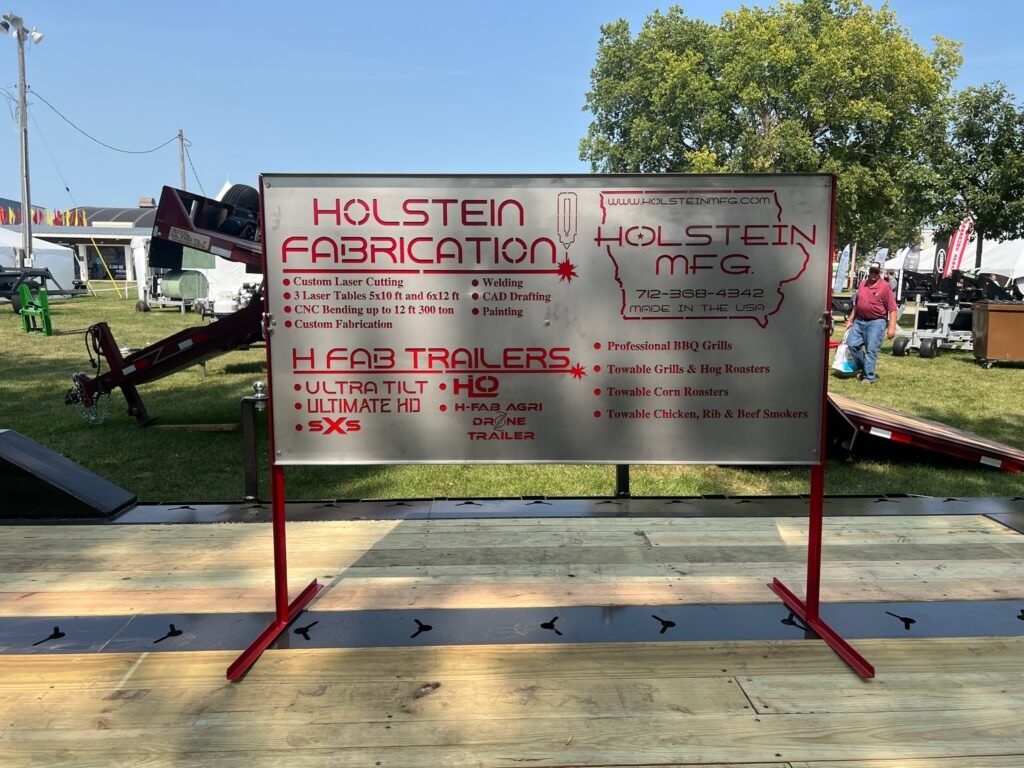 HOLSTEIN
FABRICATION
Custom Laser Cutting
3 Laser Tables 5x10 ft and 6x12 ft
CNC Bending up to 12 ft 300 ton
Custom Fabrication
Welding
CAD Drafting
Painting
H FAB TRAILERS
ULTRA TILT
ULTIMATE HD
SXS
HLO
H-FAB AGRI
DRONE
TRAILER
WWW.HOLSTEINMFG.COM
HOLSTEIN
MFG.
712-368-4342
MADE IN THE USA
Professional BBQ Grills
Towable Grills & Hog Roasters
Towable Corn Roasters
Towable Chicken, Rib & Beef Smokers
ULTRA TILT